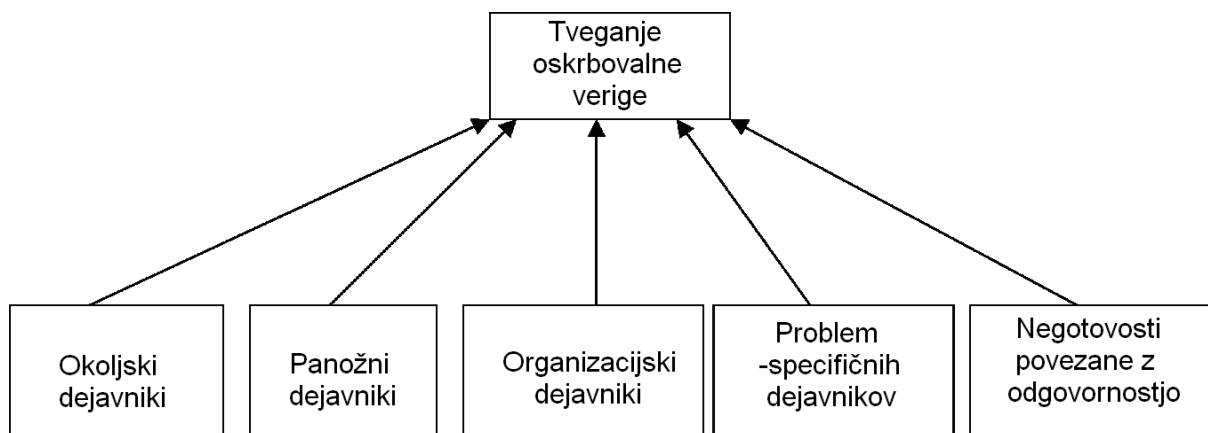 Tveganje
oskrbovalne
verige
Okoljski
dejavniki
Panožni
dejavniki
Organizacijski
dejavniki
Problem
-specifičnih
dejavnikov
Negotovosti
povezane z
odgovornostjo